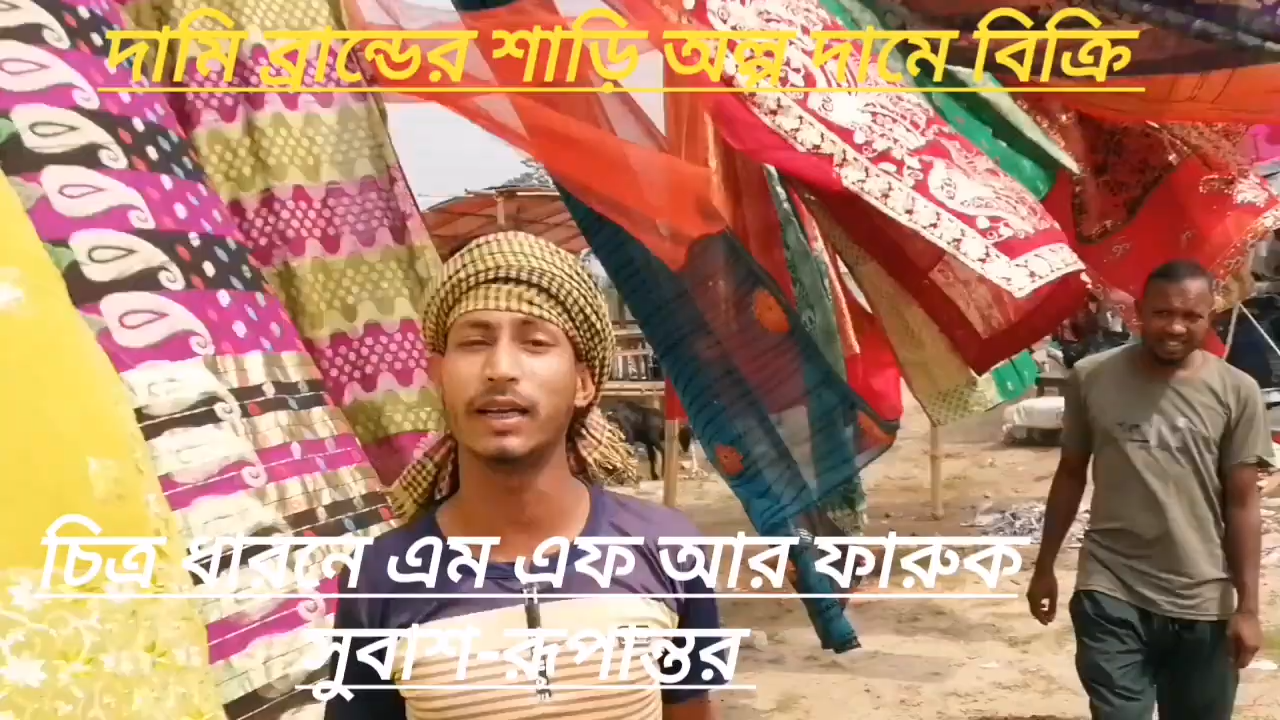 দামি ব্রান্ডের শাড়ি অল্প দামে বিক্রি
চিত্র ধারনে এম এফ আর ফারুক
সুবাশ-রূপান্তর